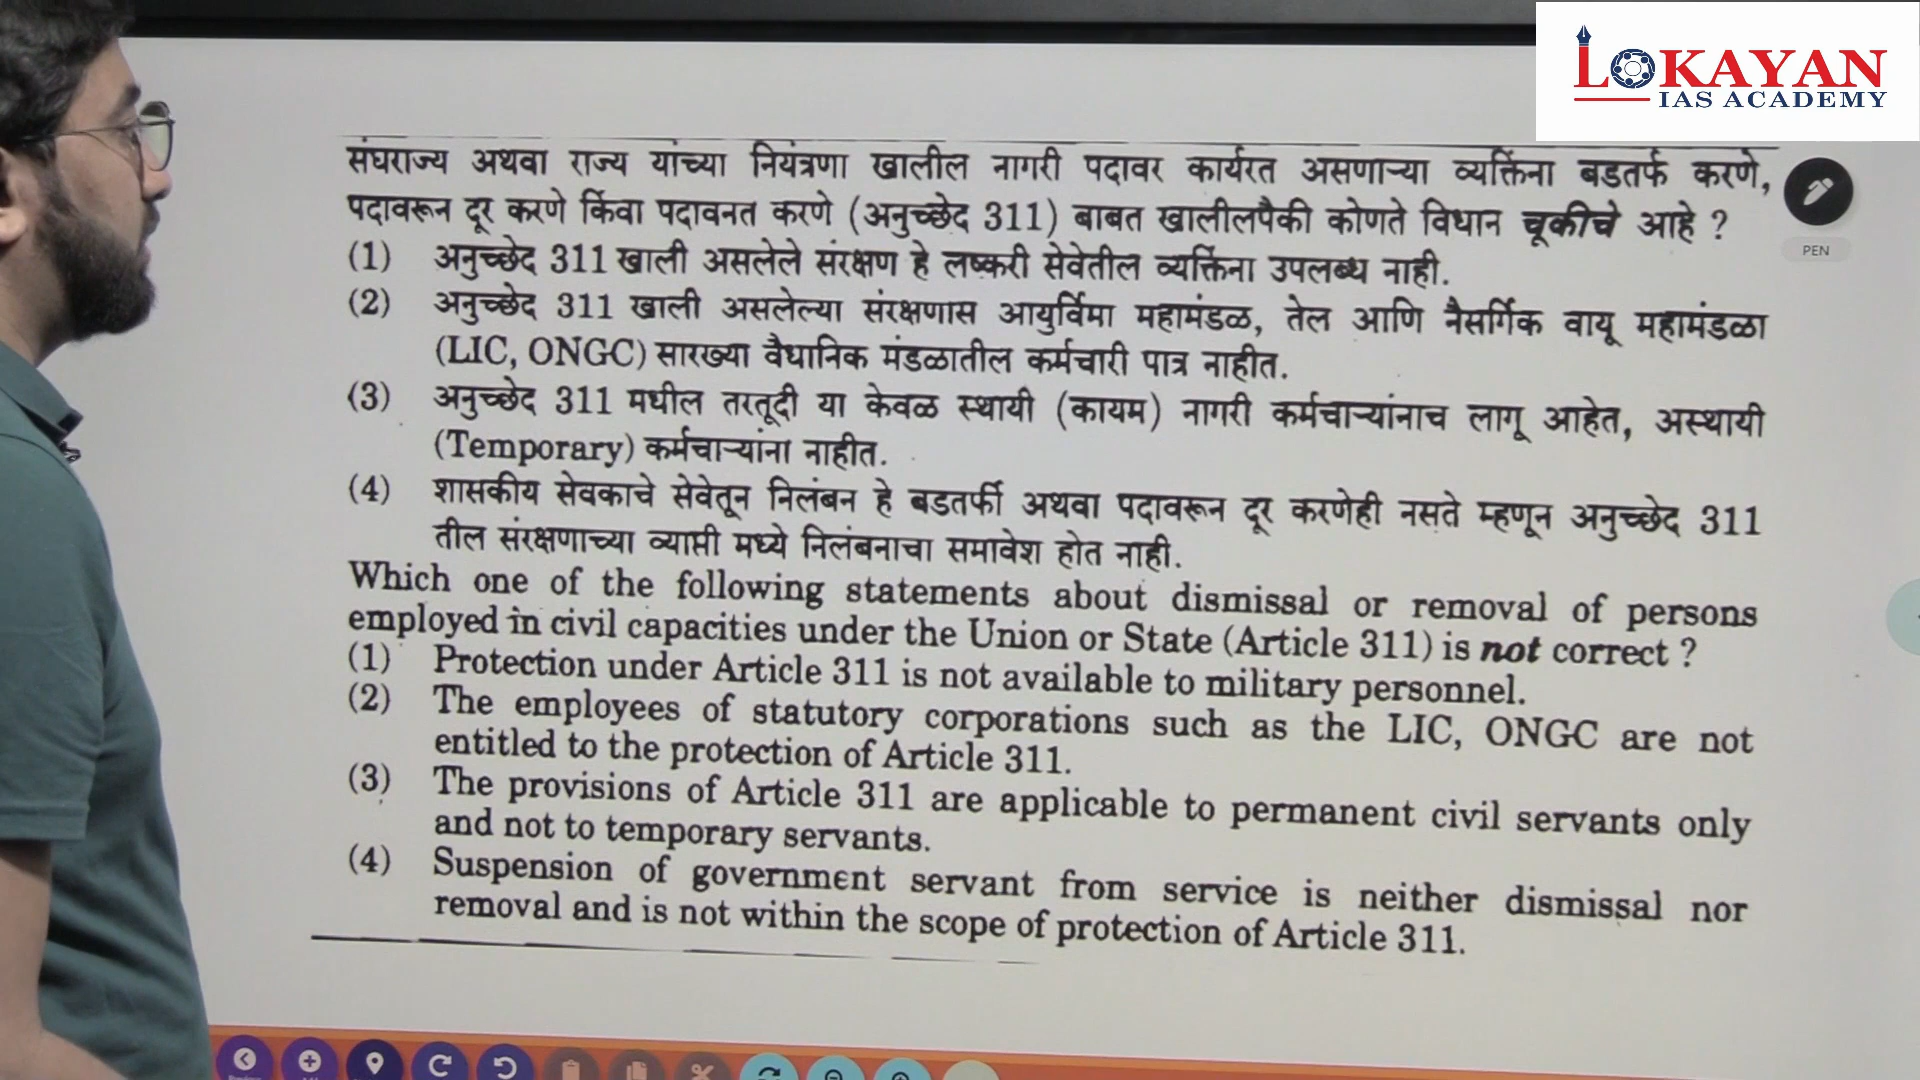 LOKAYAN
IAS ACADEMY
संघराज्य अथवा राज्य यांच्या नियंत्रणा खालील नागरी पदावर कार्यरत असणाऱ्या व्यक्तिंना बडतर्फ करणे,
पदावरून दूर करणे किंवा पदावनत करणे (अनुच्छेद 311) बाबत खालीलपैकी कोणते विधान चूकीचे आहे ?
PEN
(1) अनुच्छेद 311 खाली असलेले संरक्षण हे लष्करी सेवेतील व्यक्तिंना उपलब्ध नाही.
(2) अनुच्छेद 311 खाली असलेल्या संरक्षणास आयुर्विमा महामंडळ, तेल आणि नैसर्गिक वायू महामंडळा
(LIC, ONGC) सारख्या वैधानिक मंडळातील कर्मचारी पात्र नाहीत.
(3) अनुच्छेद 311 मधील तरतूदी या केवळ स्थायी (कायम) नागरी कर्मचाऱ्यांनाच लागू आहेत, अस्थायी
(Temporary) कर्मचाऱ्यांना नाहीत.
(4) शासकीय सेवकाचे सेवेतून निलंबन हे बडतर्फी अथवा पदावरून दूर करणेही नसते म्हणून अनुच्छेद 311
तील संरक्षणाच्या व्याप्ती मध्ये निलंबनाचा समावेश होत नाही.
Which one of the following statements about dismissal or removal of persons
employed in civil capacities under the Union or State (Article 311) is not correct ?
(1) Protection under Article 311 is not available to military personnel.
(2) The employees of statutory corporations such as the LIC, ONGC are not
entitled to the protection of Article 311.
(3) The provisions of Article 311 are applicable to permanent civil servants only
and not to temporary servants.
(4) Suspension of government servant from service is neither dismissal nor
removal and is not within the scope of protection of Article 311.